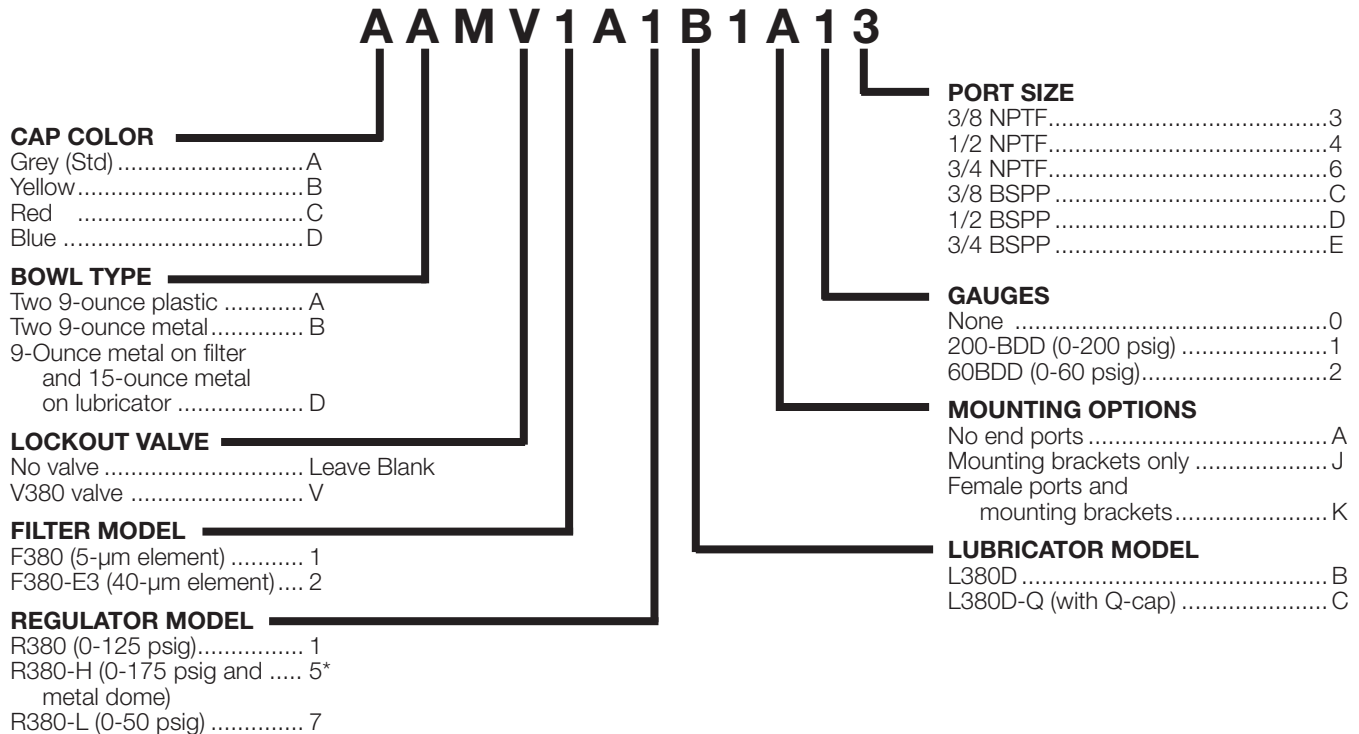 A A M V 1 A 1 B 1 A 1 3
CAP COLOR
Grey (Std) ........................... A
Yellow................................ B
Red ................................ C
Blue .................................. D
BOWL TYPE
Two 9-ounce plastic ............ A
Two 9-ounce metal.............. B
9-Ounce metal on filter
and 15-ounce metal
on lubricator ................... D
LOCKOUT VALVE
No valve ............................. Leave Blank
V380 valve ......................... V
FILTER MODEL
F380 (5-µm element) ........... 1
F380-E3 (40-µm element).... 2
REGULATOR MODEL
R380 (0-125 psig)................ 1
R380-H (0-175 psig and ..... 5*
metal dome)
R380-L (0-50 psig) .............. 7
PORT SIZE
3/8 NPTF.........................................3
1/2 NPTF.........................................4
3/4 NPTF.........................................6
3/8 BSPP ........................................C
1/2 BSPP ........................................D
3/4 BSPP ........................................E
GAUGES
None ..............................................0
200-BDD (0-200 psig) .....................1
60BDD (0-60 psig)...........................2
MOUNTING OPTIONS
No end ports ................................... A
Mounting brackets only ................... J
Female ports and
mounting brackets...................... K
LUBRICATOR MODEL
L380D ............................................. B
L380D-Q (with Q-cap) ..................... C